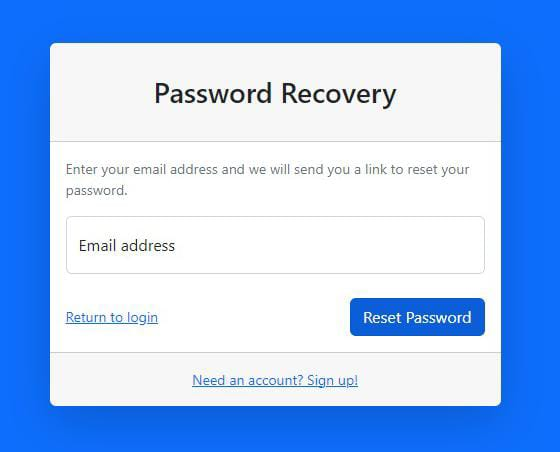 Password Recovery
Enter your email address and we will send you a link to reset your
password.
Email address
Return to login
Reset Password
Need an account? Sign up!